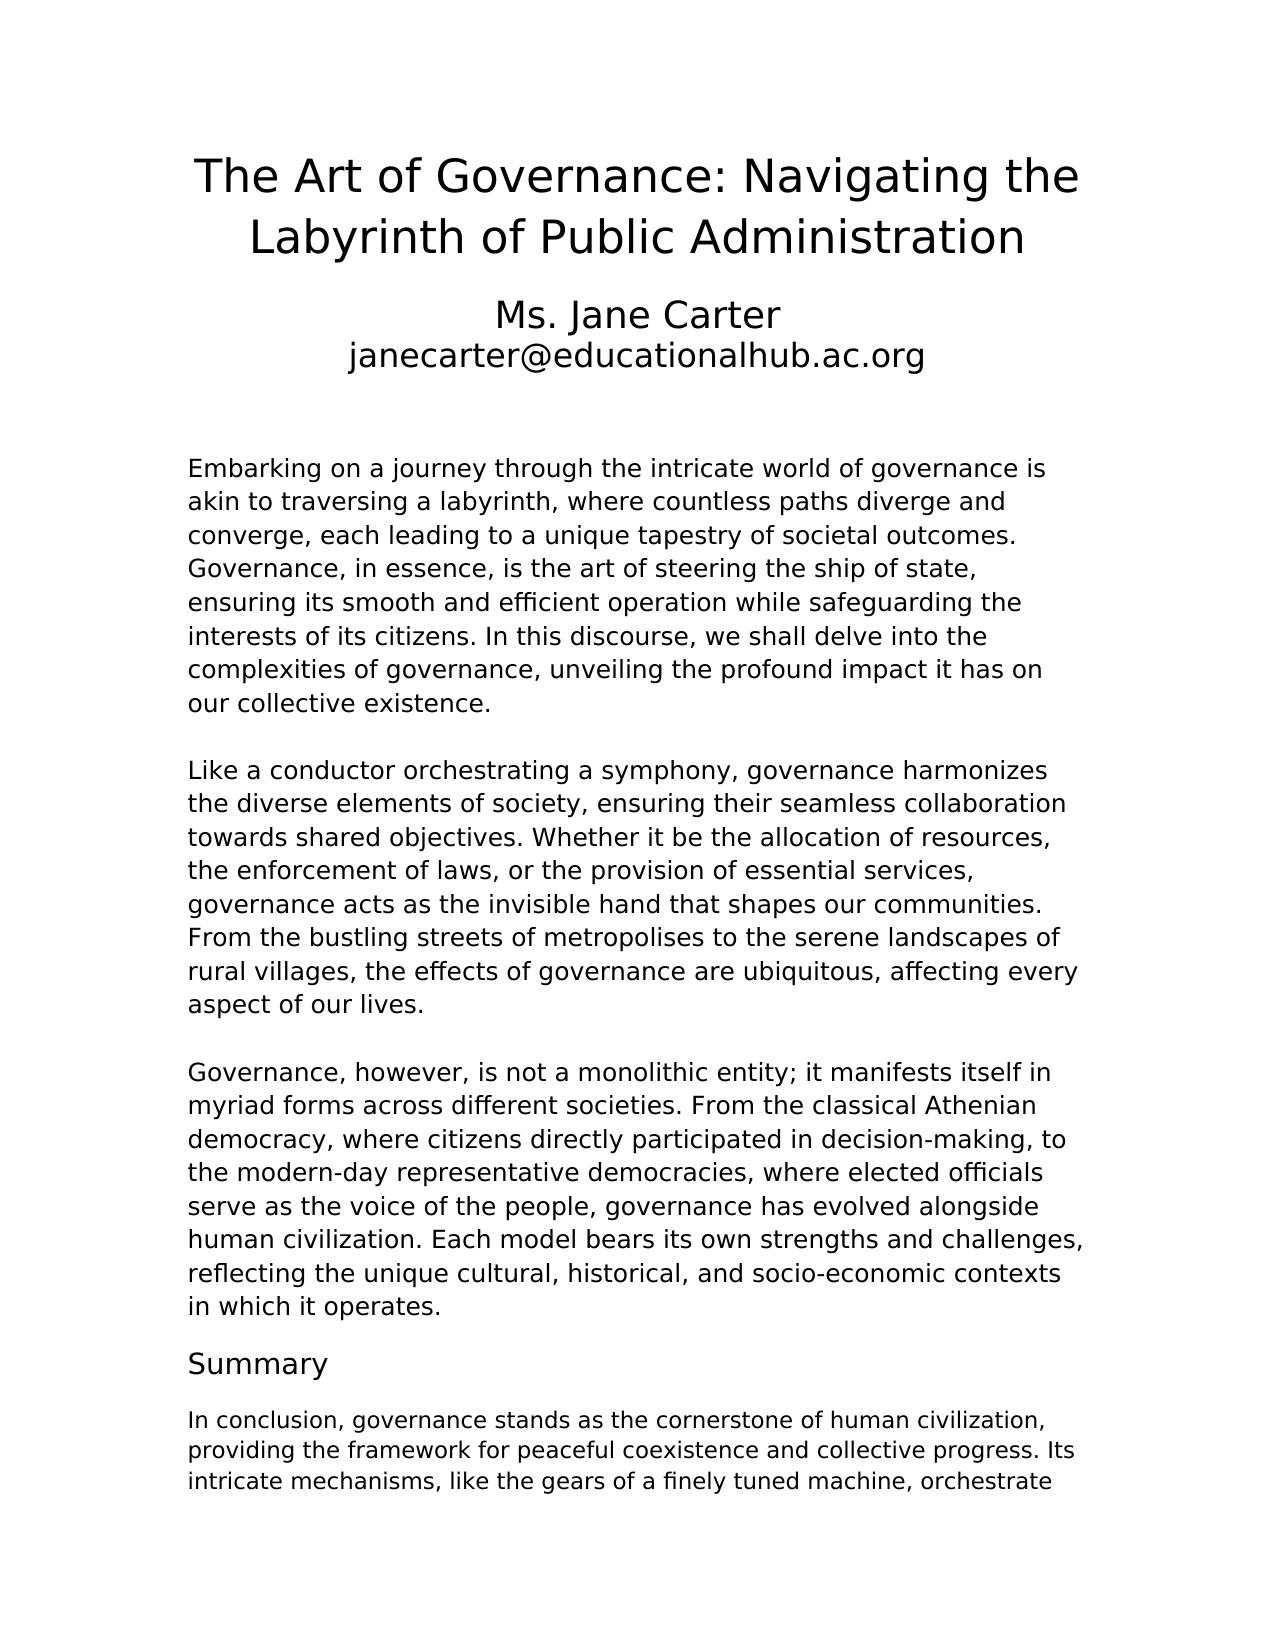 The Art of Governance: Navigating the
Labyrinth of Public Administration
Ms. Jane Carter
janecarter@educationalhub.ac.org
Embarking on a journey through the intricate world of governance is
akin to traversing a labyrinth, where countless paths diverge and
converge, each leading to a unique tapestry of societal outcomes.
Governance, in essence, is the art of steering the ship of state,
ensuring its smooth and efficient operation while safeguarding the
interests of its citizens. In this discourse, we shall delve into the
complexities of governance, unveiling the profound impact it has on
our collective existence.
Like a conductor orchestrating a symphony, governance harmonizes
the diverse elements of society, ensuring their seamless collaboration
towards shared objectives. Whether it be the allocation of resources,
the enforcement of laws, or the provision of essential services,
governance acts as the invisible hand that shapes our communities.
From the bustling streets of metropolises to the serene landscapes of
rural villages, the effects of governance are ubiquitous, affecting every
aspect of our lives.
Governance, however, is not a monolithic entity; it manifests itself in
myriad forms across different societies. From the classical Athenian
democracy, where citizens directly participated in decision-making, to
the modern-day representative democracies, where elected officials
serve as the voice of the people, governance has evolved alongside
human civilization. Each model bears its own strengths and challenges,
reflecting the unique cultural, historical, and socio-economic contexts
in which it operates.
Summary
In conclusion, governance stands as the cornerstone of human civilization,
providing the framework for peaceful coexistence and collective progress. Its
intricate mechanisms, like the gears of a finely tuned machine, orchestrate